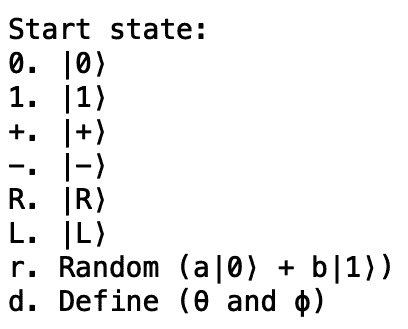 Start state:
0. |0⟩
1. |1⟩
+. |+⟩
−. |−⟩
R. |R⟩
L. |L⟩
r. Random (a|0⟩ + b|1⟩)
d. Define (θ and ϕ)